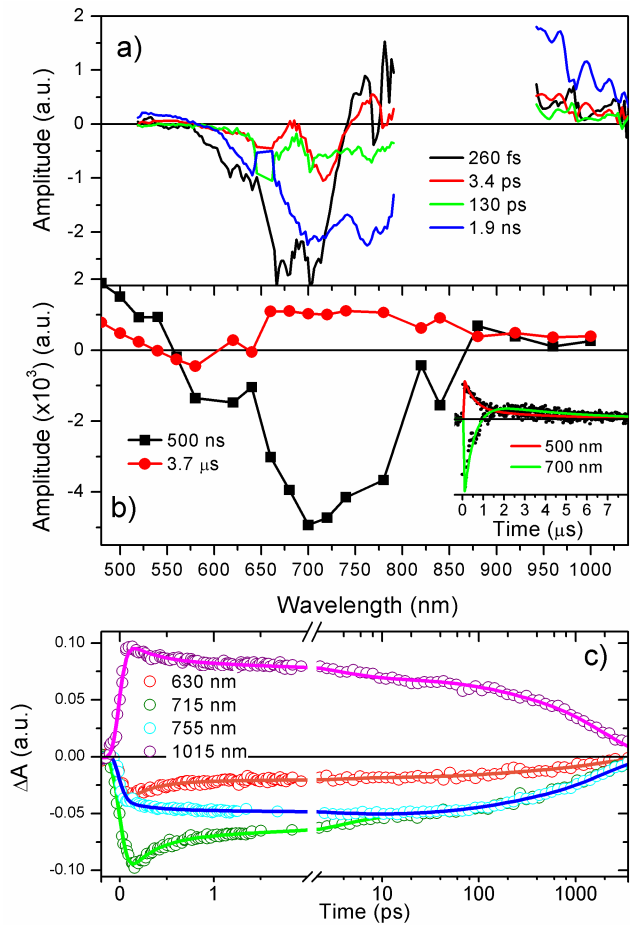 a)
Amplitude (a.u.)
2
1
0
-1
-2
2
260 fs
3.4 ps
130 ps
1.9 ns
b)
Amplitude (x10³) (a.u.)
0
-2
-4
500 ns
3.7 μs
500 nm
700 nm
0 1 2 3 4 5 6 7
Time (μs)
500 550 600 650 700 750 800 850 900 950 1000
Wavelength (nm)
c)
ΔA (a.u.)
0.10
0.05
0.00
-0.05
-0.10
630 nm
715 nm
755 nm
1015 nm
0 1 10 100 1000
Time (ps)